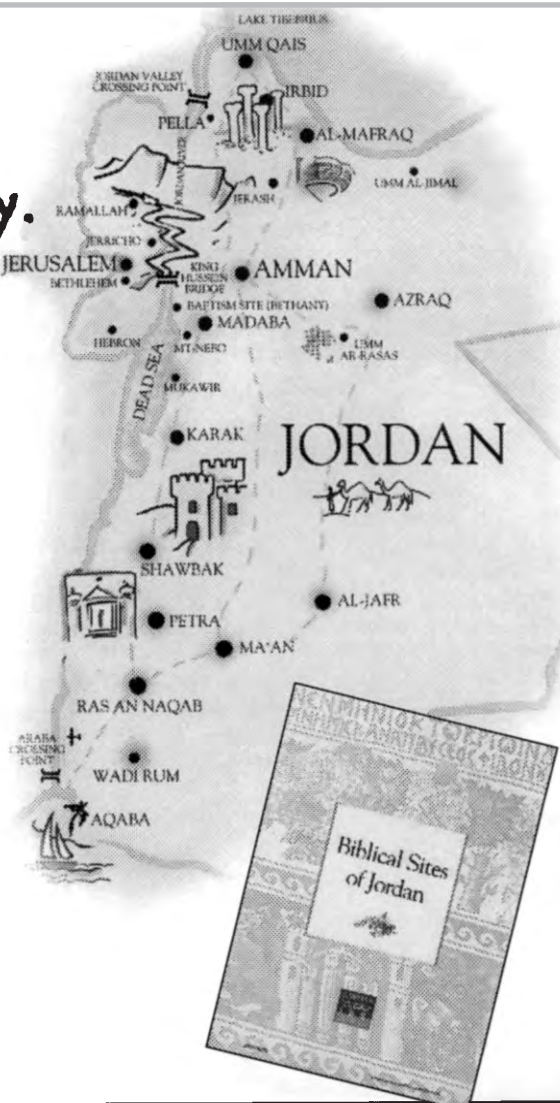 LAKE TIBERIUS
UMM QAIS
JORDAN VALLEY
CROSSING POINT
IRBID
PELLA
AL-MAFRAQ
JORDAN RIVER
UMM AL-JIMAL
JERASH
y.
RAMALLAH
JERRICHO
JERUSALEM
KING
HUSSEIN
BRIDGE
AMMAN
BETHLEHEM
BAPTISM SITE (BETHANY)
AZRAQ
MADABA
HEBRON
MT-NEBO
UMM
AR-RASAS
DEAD SEA
MUKAWIR
KARAK
JORDAN
SHAWBAK
AL-JAFR
PETRA
MA'AN
RAS AN NAQAB
ARABA
CROSSING
POINT
WADI RUM
AQABA
Biblical Sites
of Jordan